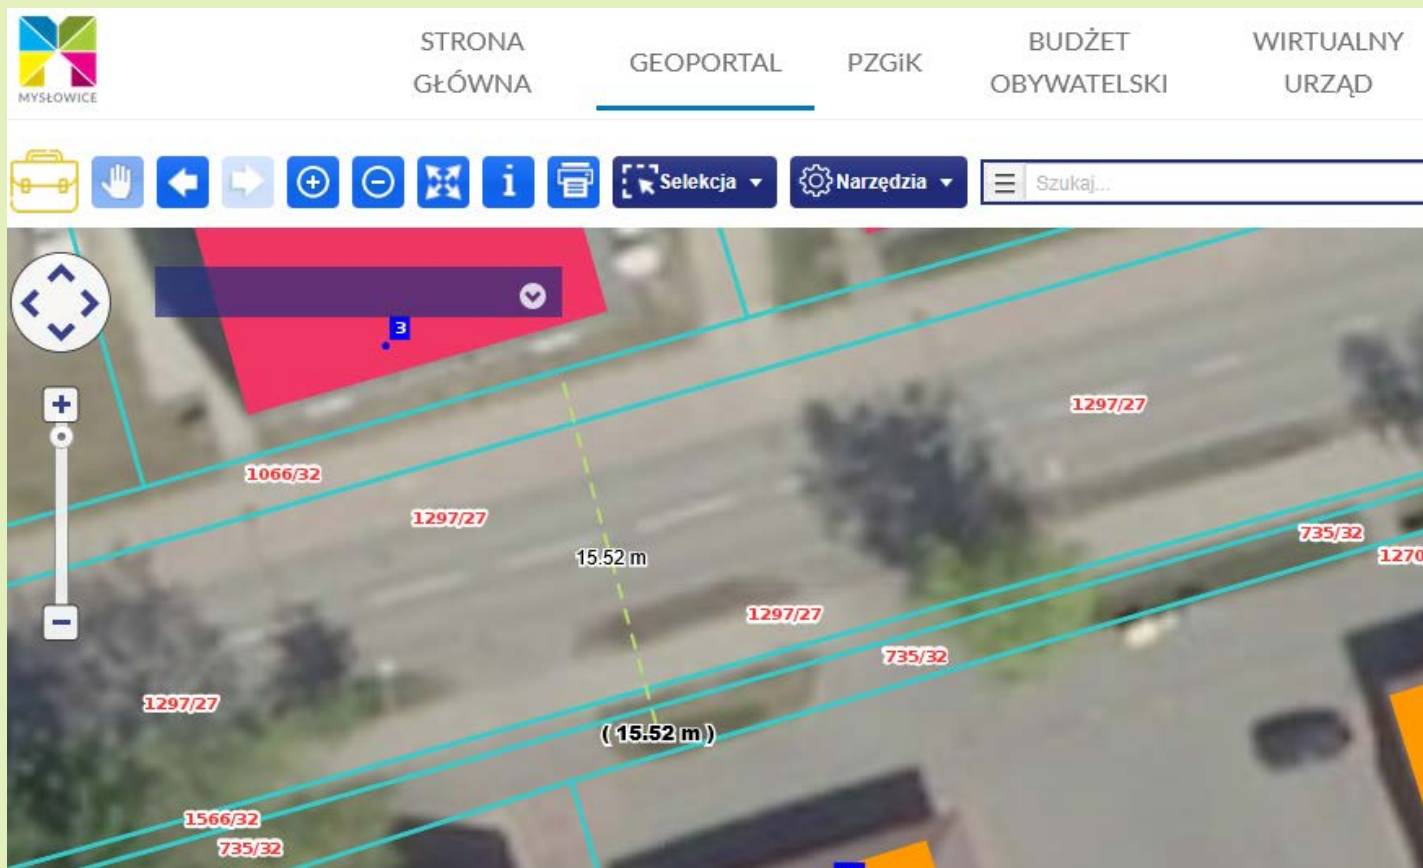 MYSŁOWICE
STRONA
GŁÓWNA
GEOPORTAL
PZGiK
BUDŻET
OBYWATELSKI
WIRTUALNY
URZĄD
i
Selekcja
Narzędzia
Szukaj...
3
1297/27
1066/32
1297/27
735/32
1270
15.52 m
1297/27
735/32
1297/27
( 15.52 m )
1566/32
735/32